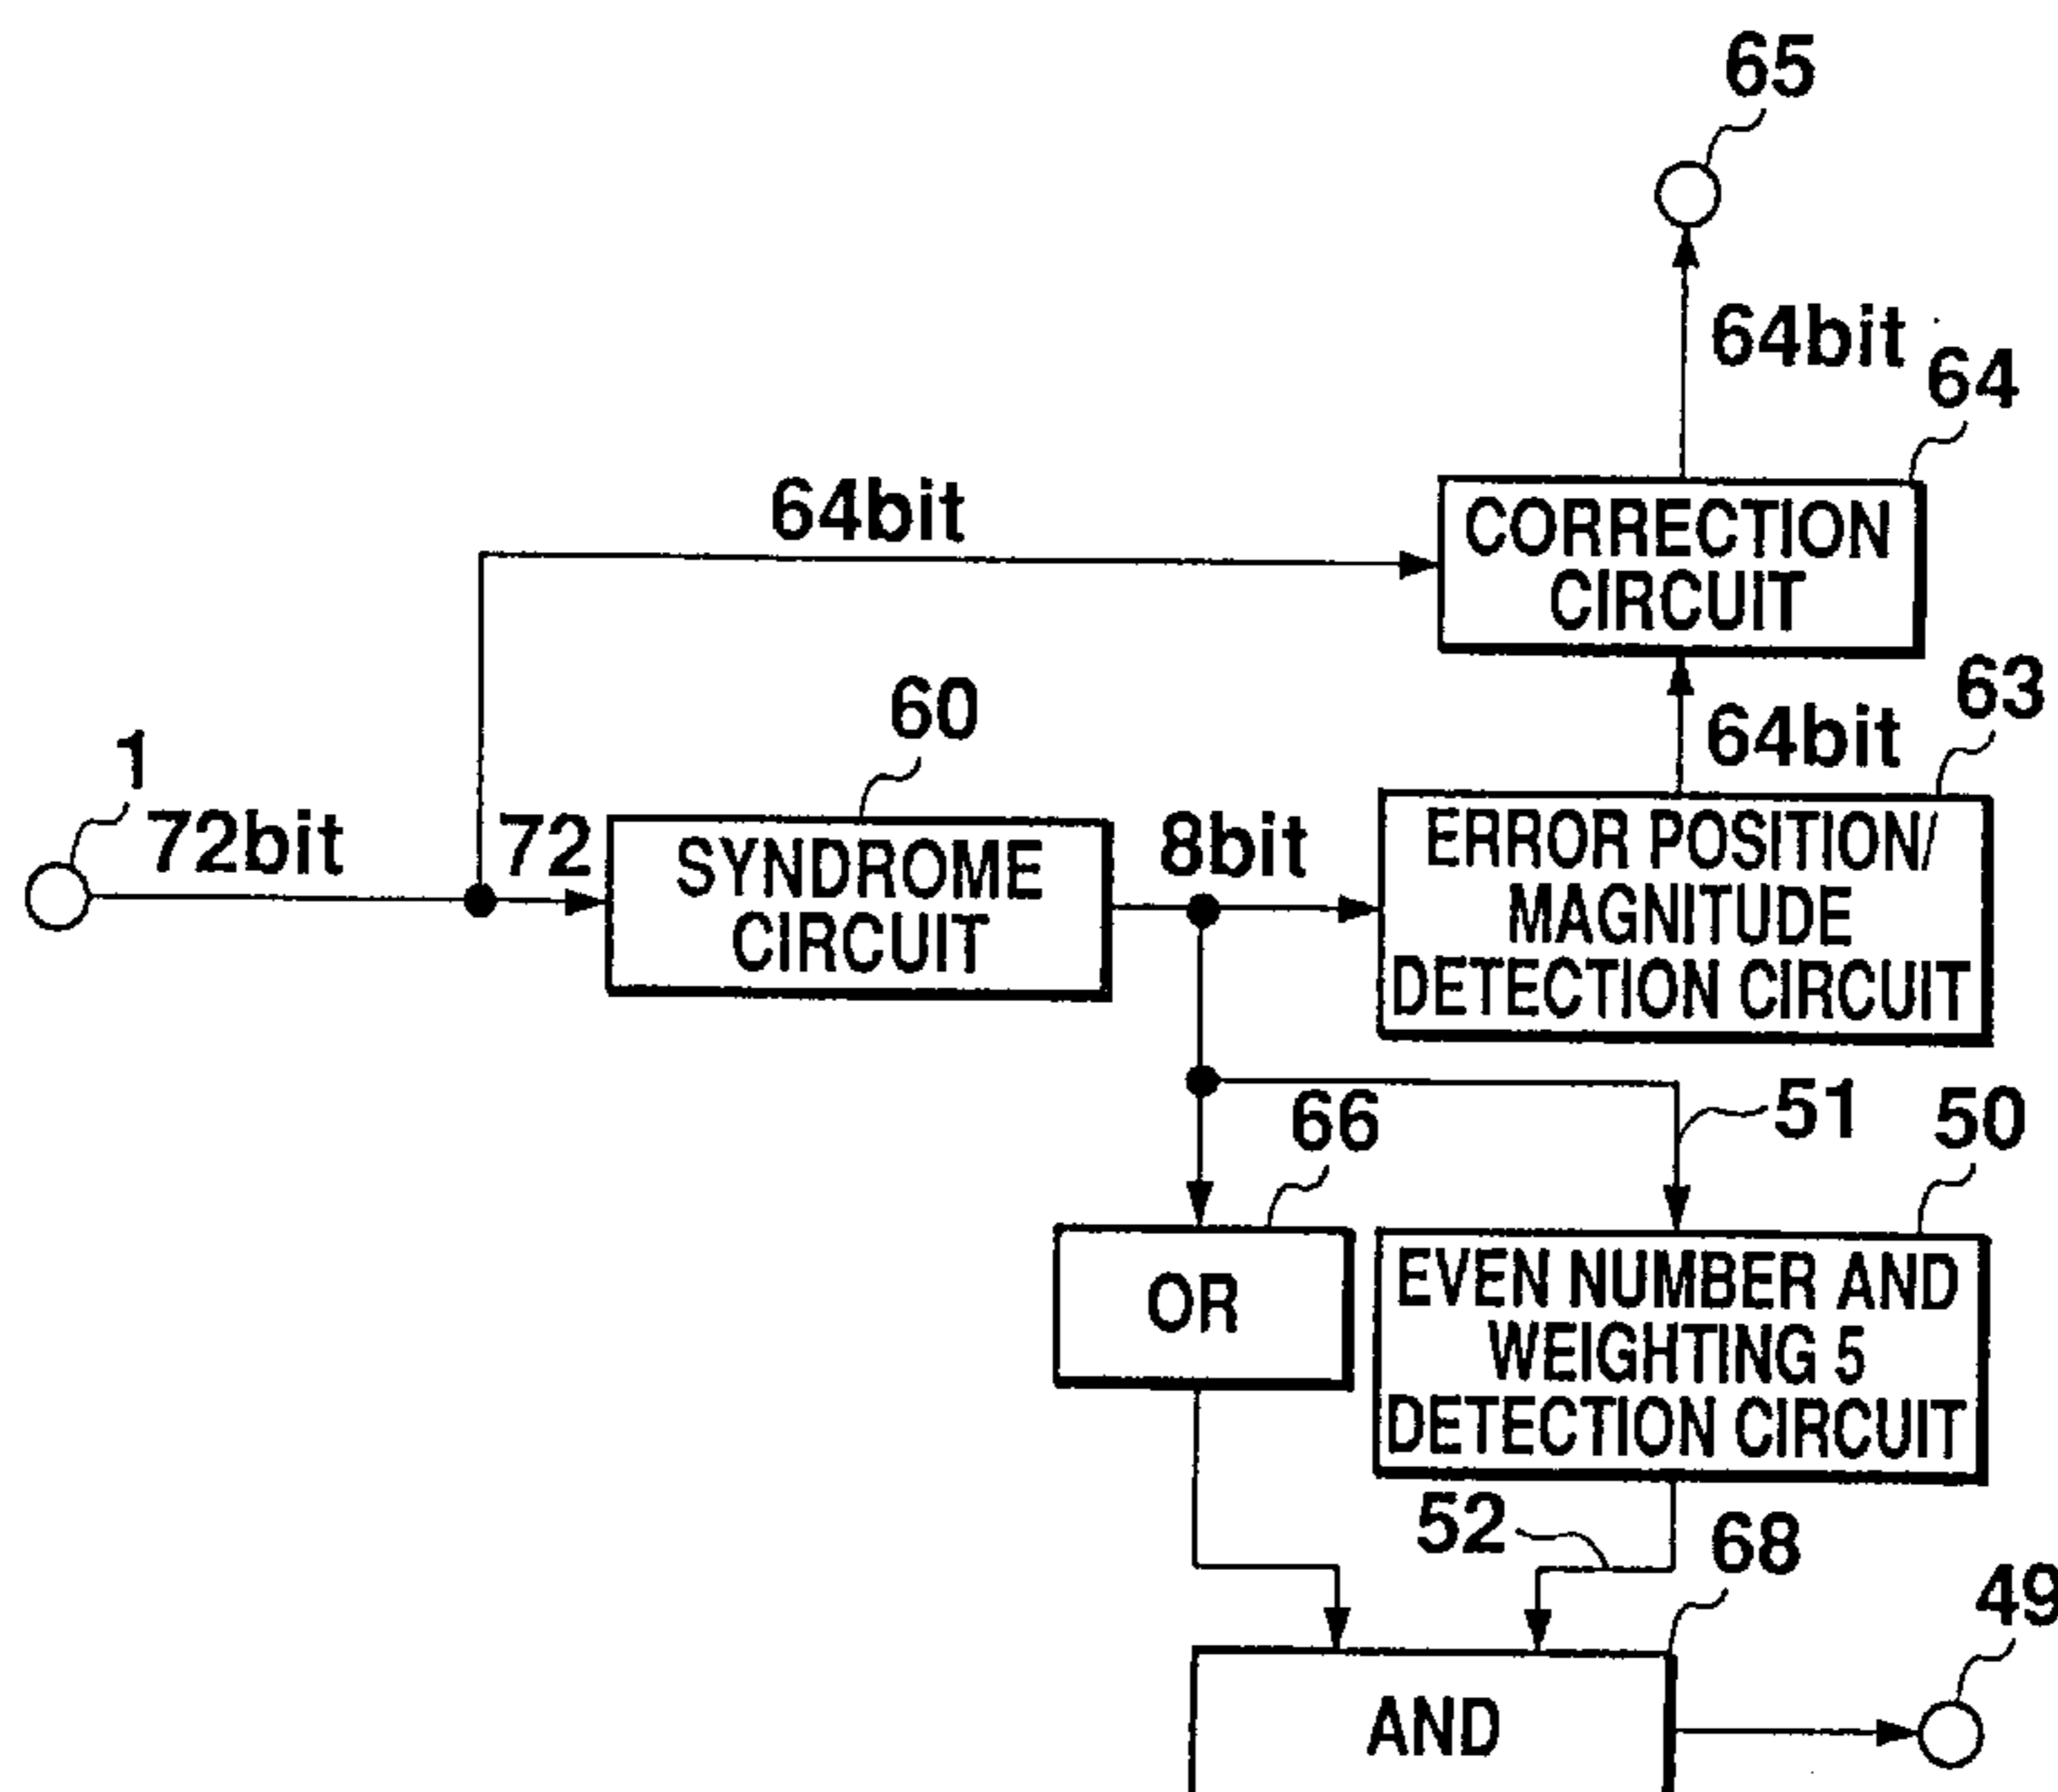 65
64bit
64
64bit
CORRECTION
CIRCUIT
60
63
64bit
1
72bit
72
SYNDROME
CIRCUIT
8bit
ERROR POSITION/
MAGNITUDE
DETECTION CIRCUIT
51
50
66
OR
EVEN NUMBER AND
WEIGHTING 5
DETECTION CIRCUIT
52
68
49
AND